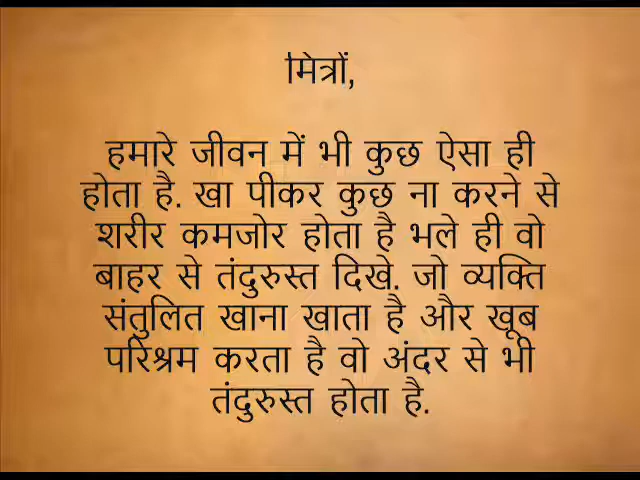 मित्रों,
हमारे जीवन में भी कुछ ऐसा ही
होता है. खा पीकर कुछ ना करने से
शरीर कमजोर होता है भले ही वो
बाहर से तंदुरुस्त दिखे. जो व्यक्ति
संतुलित खाना खाता है और खूब
परिश्रम करता है वो अंदर से भी
तंदुरुस्त होता है.